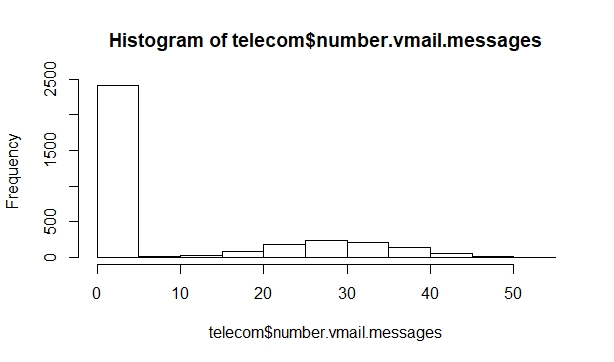 Histogram of telecom$number.vmail.messages
Frequency
2500
1500
500
0
0 10 20 30 40 50
telecom$number.vmail.messages